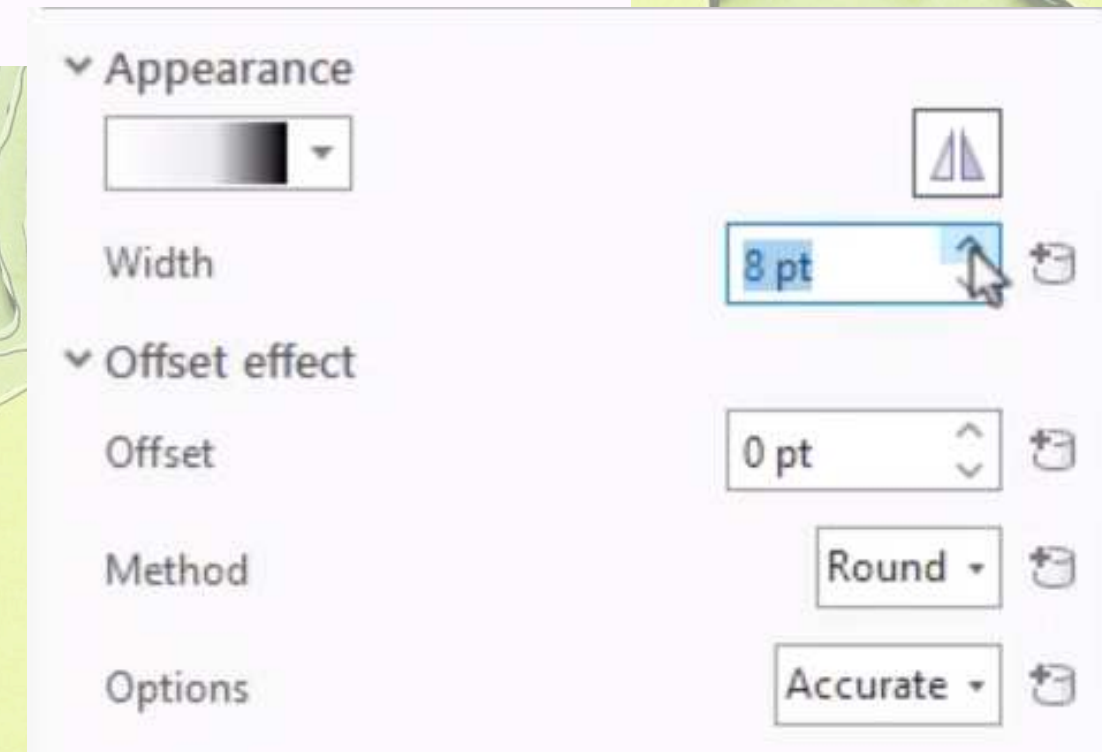 Appearance
Width 8 pt
Offset effect
Offset 0 pt
Method Round
Options Accurate